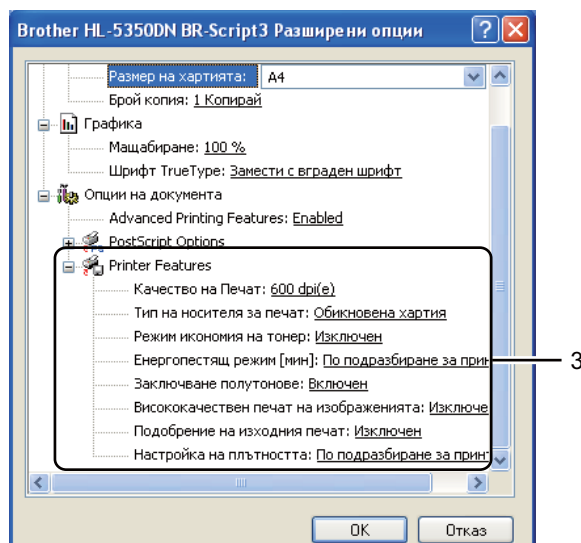 Brother HL-5350DN BR-Script3 Разширени опции
Размер на хартията: A4
Брой копия: 1 Копирай
Графика
Мащабиране: 100 %
Шрифт TrueType: Замести с вграден шрифт
Опции на документа
Advanced Printing Features: Enabled
PostScript Options
Printer Features
Качество на Печат: 600 dpi(e)
Тип на носителя за печат: Обикновена хартия
Режим икономия на тонер: Изключен
Енергопестящ режим [мин]: По подразбиране за прин
3
Заключване полутонове: Включен
Висококачествен печат на изображенията: Изключе
Подобрение на изходния печат: Изключен
Настройка на плътността: По подразбиране за принт
OK
Отказ